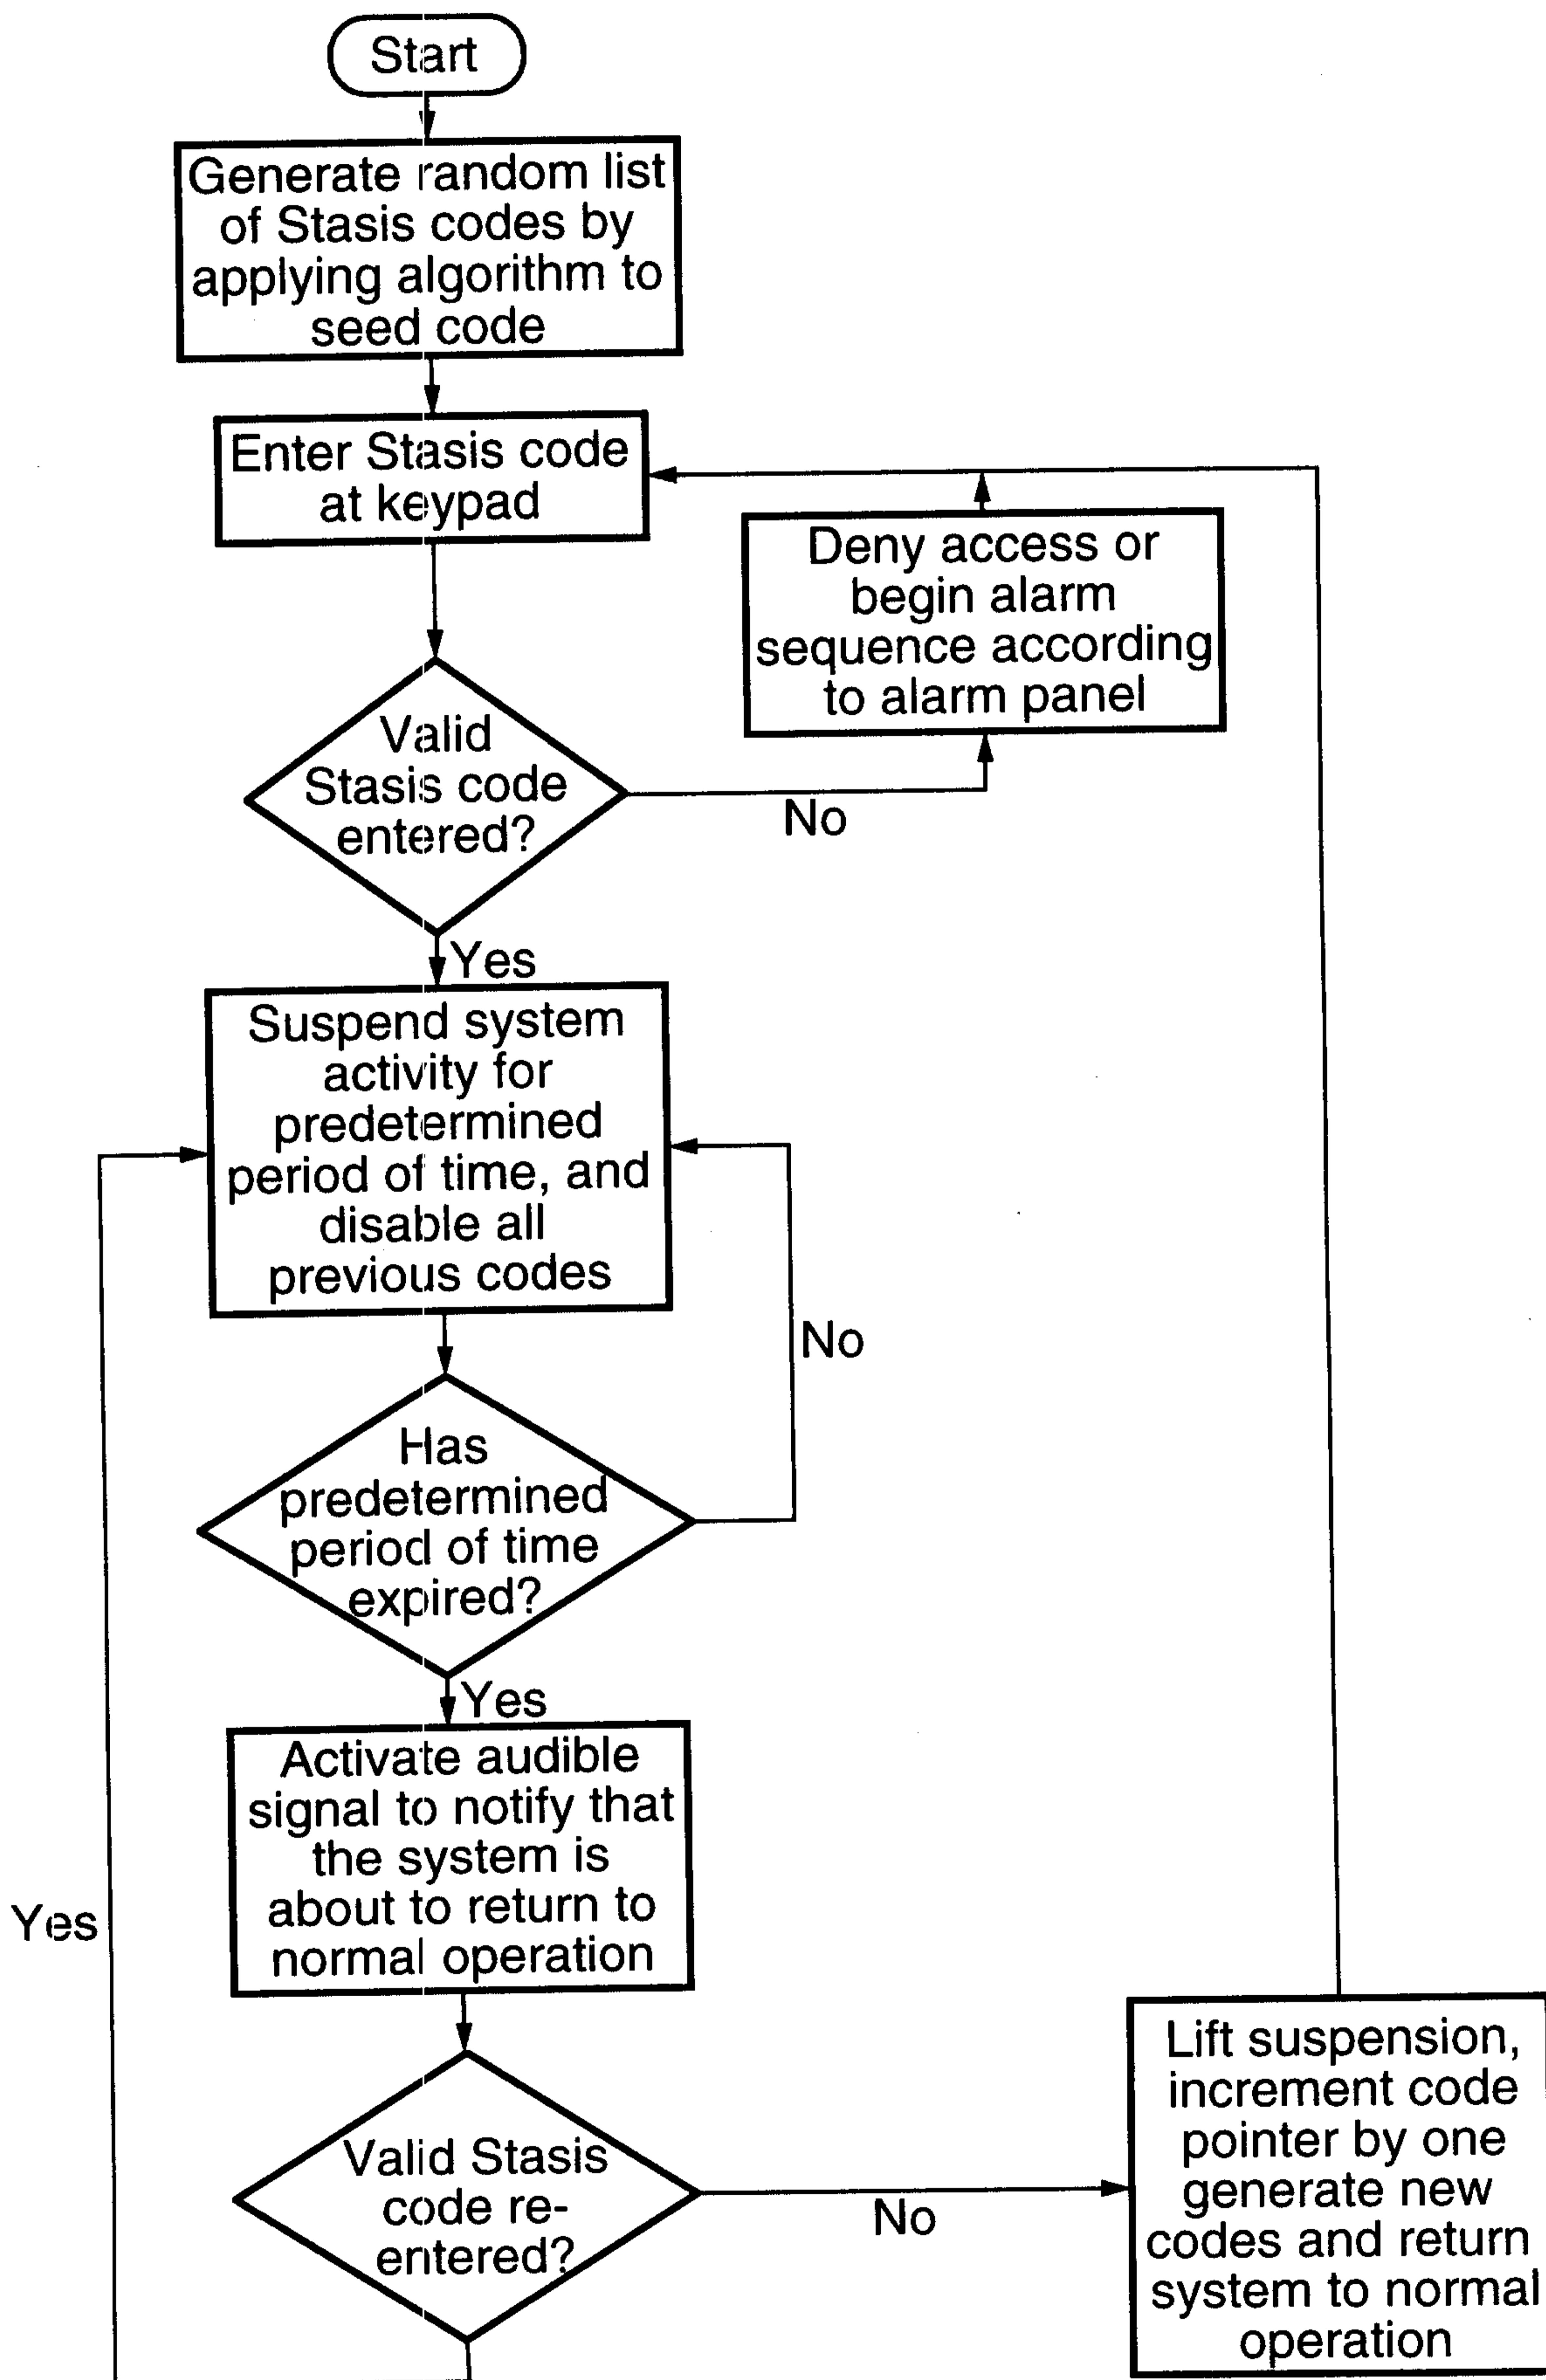 Start
Generate random list
of Stasis codes by
applying algorithm to
seed code
Enter Stasis code
at keypad
Deny access or
begin alarm
sequence according
to alarm panel
Valid
Stasis code
entered?
No
Yes
Suspend system
activity for
predetermined
period of time, and
disable all
previous codes
No
Has
predetermined
period of time
expired?
Yes
Activate audible
signal to notify that
the system is
about to return to
normal operation
Yes
Valid Stasis
code re-
entered?
No
Lift suspension,
increment code
pointer by one
generate new
codes and return
system to normal
operation